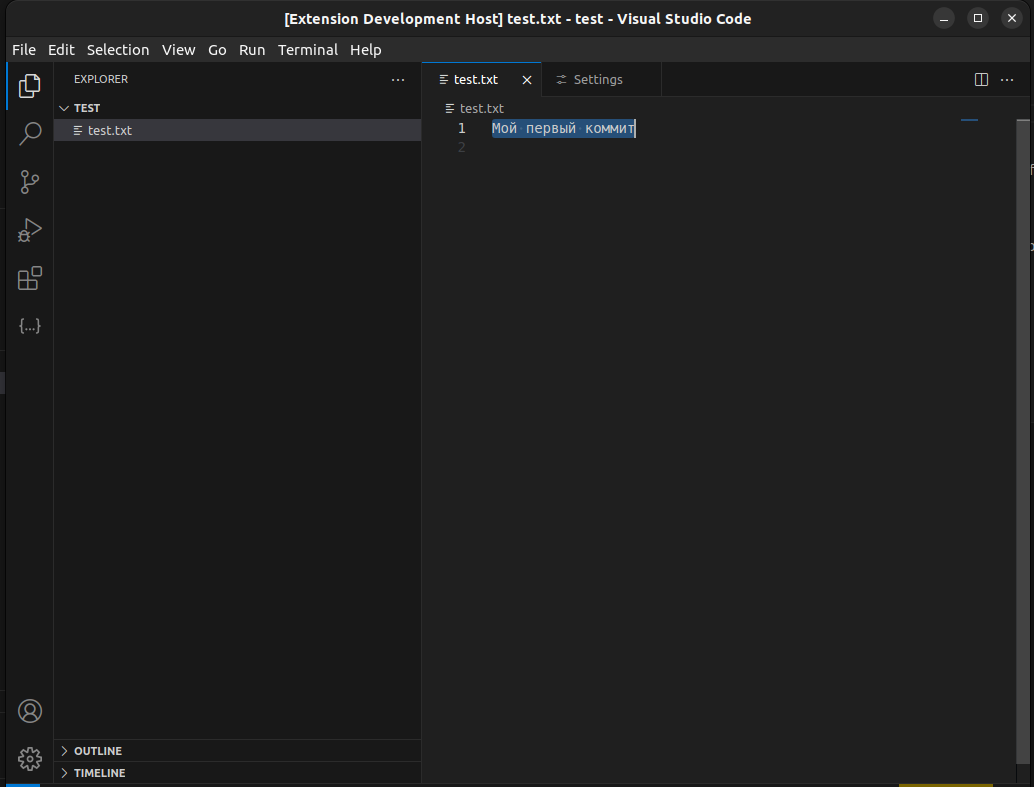 [Extension Development Host] test.txt - test - Visual Studio Code
File Edit Selection View Go Run Terminal Help
EXPLORER
test.txt
Settings
TEST
test.txt
test.txt
1 Мой первый коммит
2
{...}
OUTLINE
TIMELINE